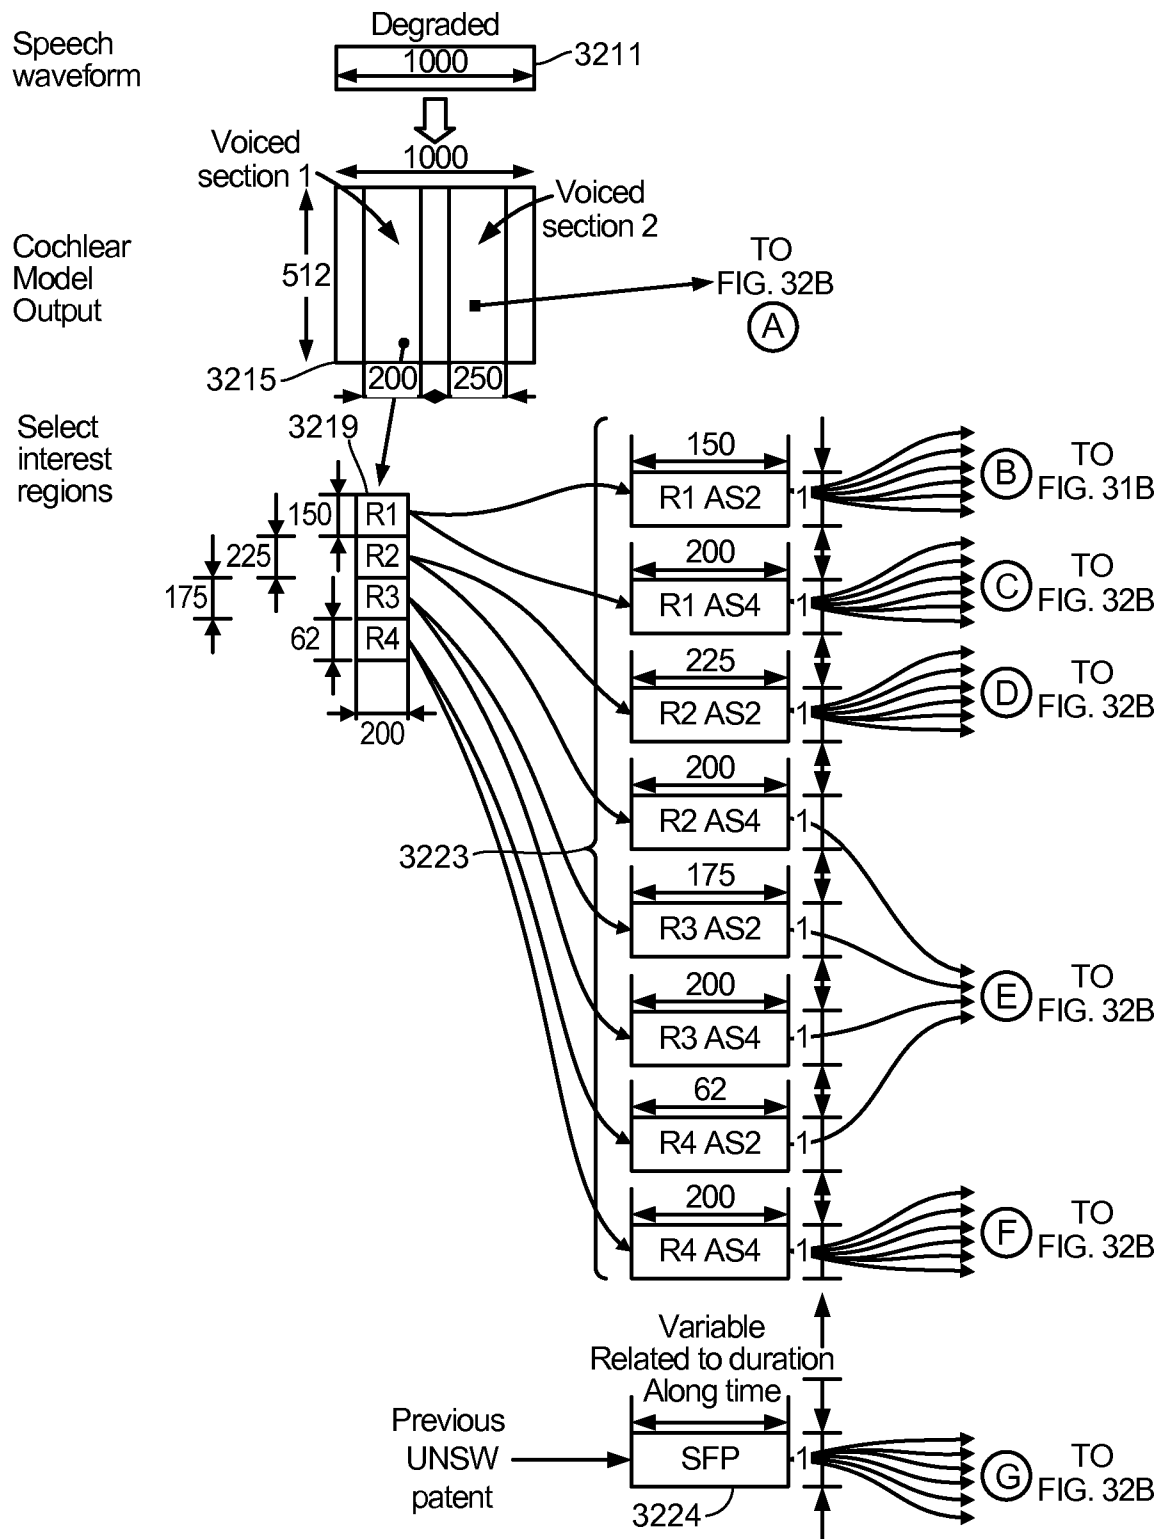 Speech
waveform
Degraded
1000
3211
Voiced
section 1
1000
Voiced
section 2
Cochlear
Model
Output
512
TO
FIG. 32B
A
3215
200
250
Select
interest
regions
3219
150
R1
225
R2
175
R3
62
R4
200
3223
150
R1 AS2
1
B
TO
FIG. 31B
200
R1 AS4
1
C
TO
FIG. 32B
225
R2 AS2
1
D
TO
FIG. 32B
200
R2 AS4
1
175
R3 AS2
1
E
TO
FIG. 32B
200
R3 AS4
1
62
R4 AS2
1
200
R4 AS4
1
F
TO
FIG. 32B
Variable
Related to duration
Along time
Previous
UNSW
patent
SFP
1
3224
G
TO
FIG. 32B